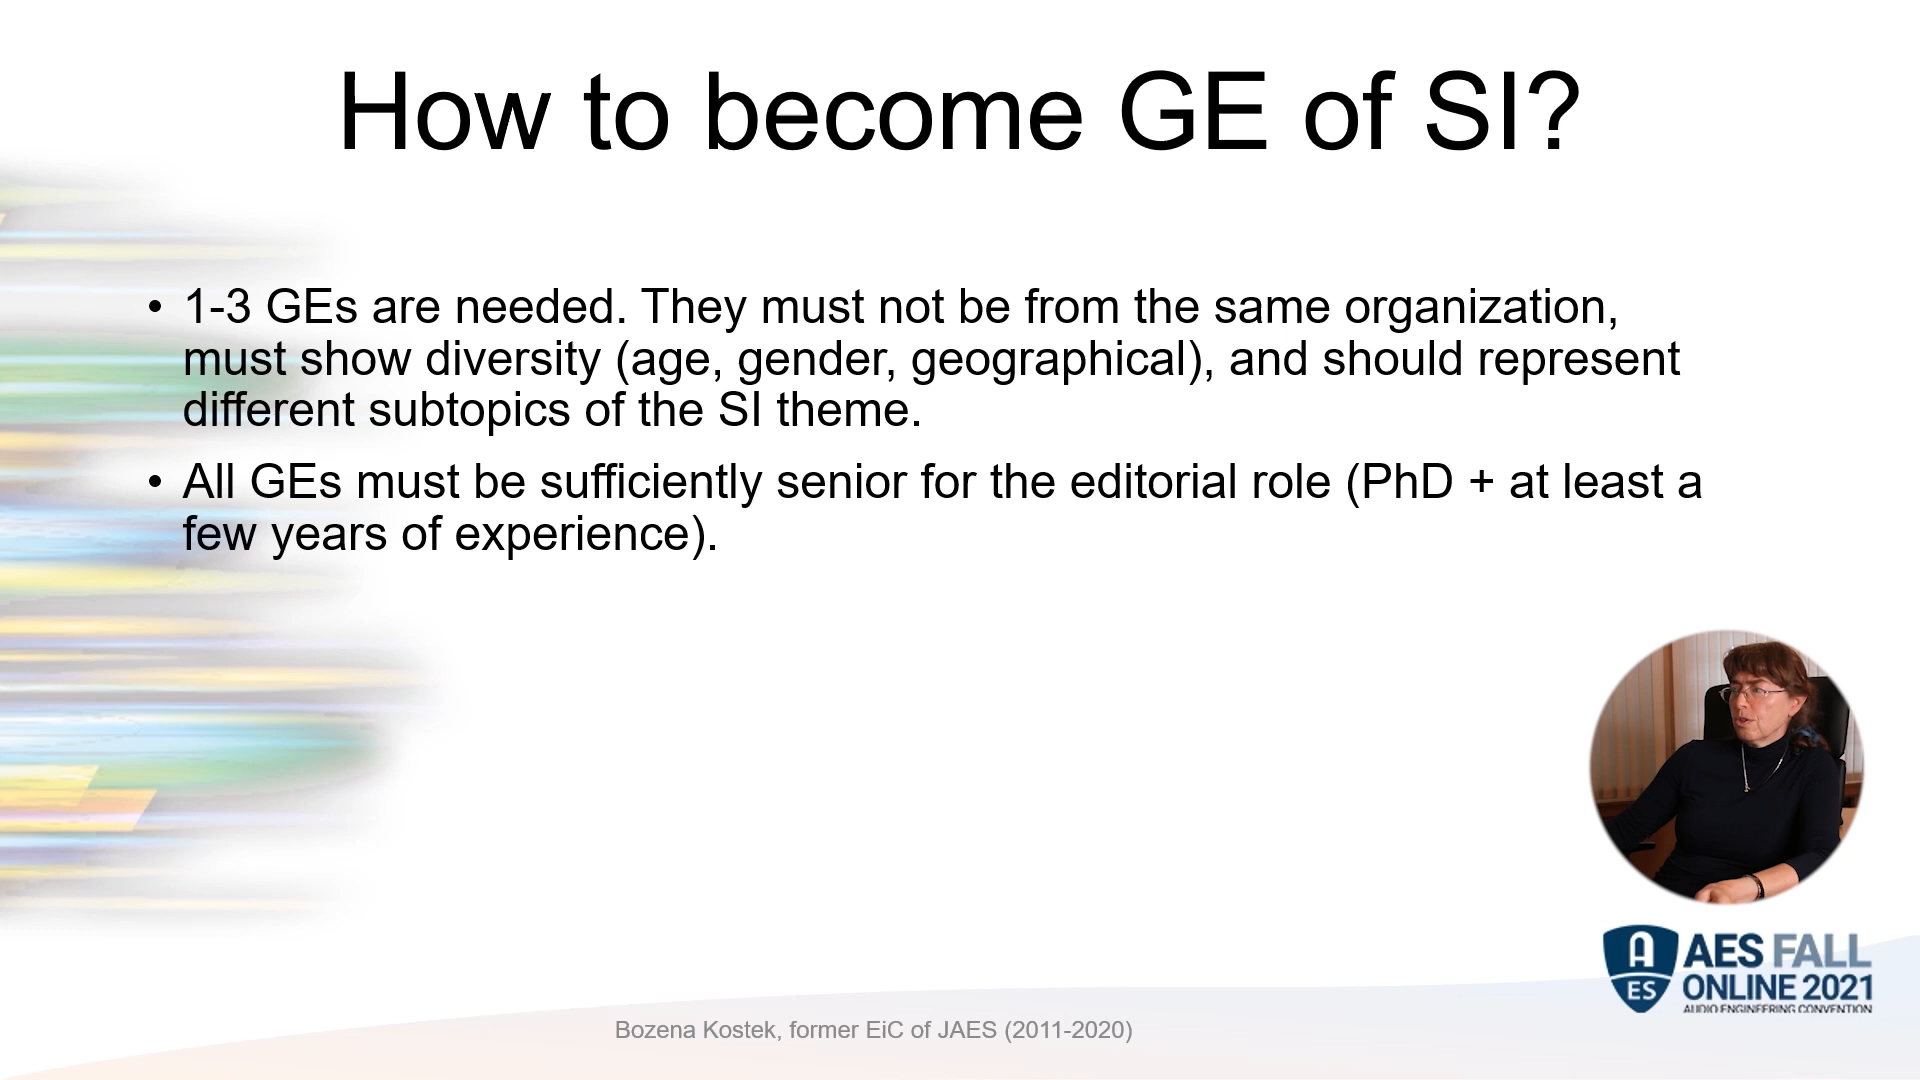 How to become GE of SI?
• 1-3 GEs are needed. They must not be from the same organization,
must show diversity (age, gender, geographical), and should represent
different subtopics of the SI theme.
• All GEs must be sufficiently senior for the editorial role (PhD + at least a
few years of experience).
A
ES
AES FALL
ONLINE 2021
AUDIO ENGINEERING CONVENTION
Bozena Kostek, former EiC of JAES (2011-2020)